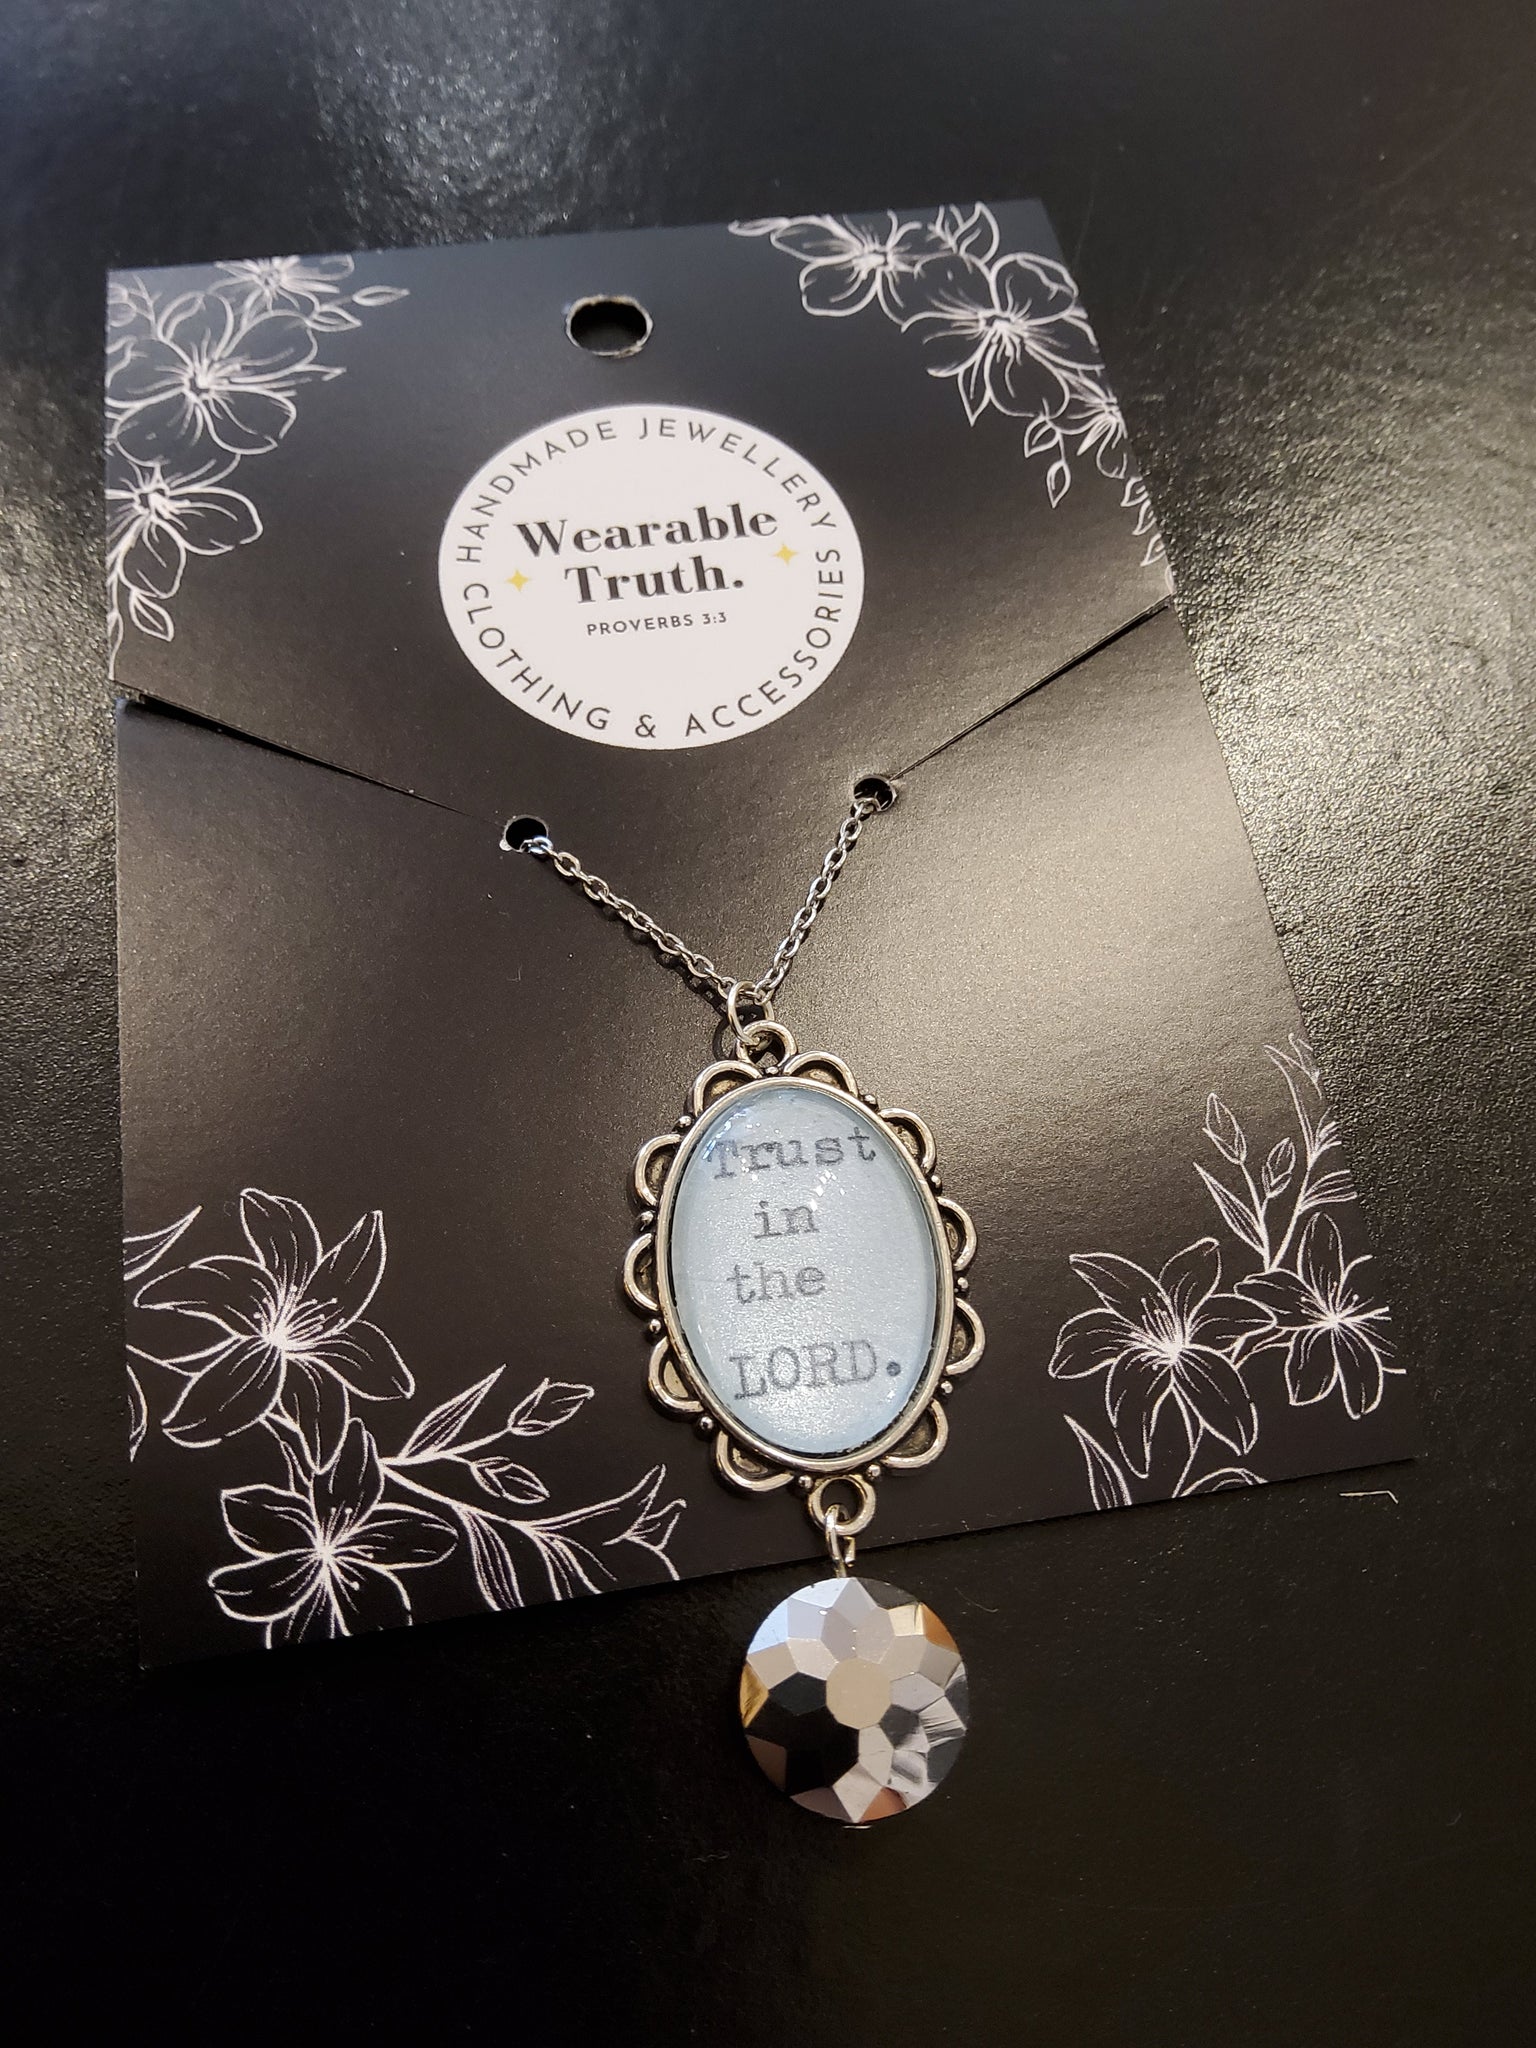 HANDMADE JEWELLERY
Wearable
Truth.
PROVERBS 3:3
CLOTHING & ACCESSORIES
Trust
in
the
LORD.